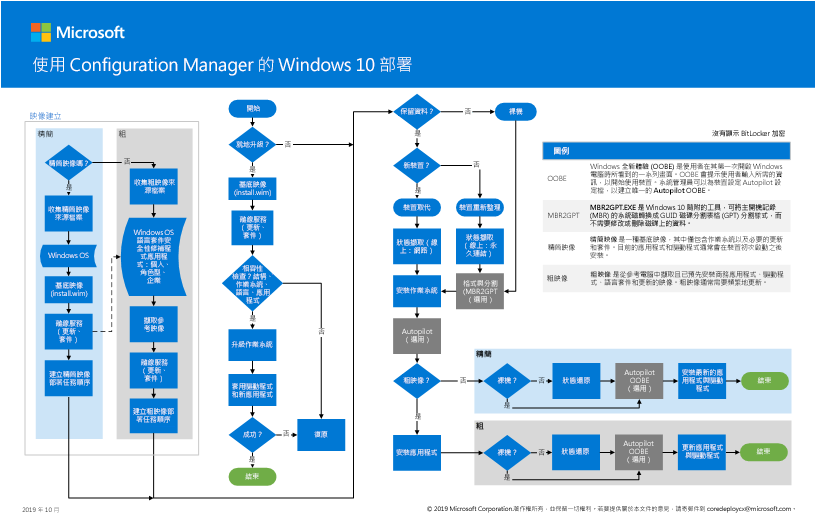 Microsoft
使用 Configuration Manager 的 Windows 10 部署
映像建立
精簡
精簡映像嗎？
否
是
收集精簡映像
來源檔案
Windows OS
基底映像
(install.wim)
離線服務
（更新、
套件）
建立精簡映像
部署任務順序
粗
收集粗映像來
源檔案
Windows OS
語言套件安
全性修補程
式應用程
式：個人、
角色型、
企業
擷取參
考映像
離線服務
（更新、
套件）
建立粗映像部
署任務順序
開始
就地升級？
否
是
基底映像
(install.wim)
離線服務
（更新、
套件）
相容性
檢查？結構、
作業系統、
語言、應用
程式
否
是
升級作業系統
套用驅動程式
和新應用程式
成功？
否
復原
是
結束
保留資料？
否
裸機
是
新裝置？
否
是
裝置取代
裝置重新整理
狀態擷取（線
上：網路）
狀態擷取
（線上：永
久連結）
安裝作業系統
格式與分割
(MBR2GPT
（選用）
Autopilot
（選用）
粗映像？
否
是
安裝應用程式
精簡
裸機？
否
狀態還原
Autopilot
OOBE
（選用）
安裝最新的應
用程式與驅動
程式
結束
是
粗
裸機？
否
狀態還原
Autopilot
OOBE
（選用）
更新應用程式
與驅動程式
結束
是
沒有顯示 BitLocker 加密
圖例
OOBE
Windows 全新體驗 (OOBE) 是使用者在其第一次開啟 Windows
電腦時所看到的一系列畫面。OOBE 會提示使用者輸入所需的資
訊，以開始使用裝置。系統管理員可以為裝置設定 Autopilot 設
定檔，以建立唯一的 Autopilot OOBE。
MBR2GPT
MBR2GPT.EXE 是 Windows 10 隨附的工具，可將主開機記錄
(MBR) 的系統磁碟轉換成 GUID 磁碟分割表格 (GPT) 分割樣式，而
不需要修改或刪除磁碟上的資料。
精簡映像
精簡映像是一種基底映像，其中僅包含作業系統以及必要的更新
和套件。目前的應用程式和驅動程式通常會在裝置初次啟動之後
安裝。
粗映像
粗映像 是從參考電腦中擷取且已預先安裝商務應用程式、驅動程
式、語言套件和更新的映像。粗映像通常需要頻繁地更新。
2019 年 10 月
© 2019 Microsoft Corporation.著作權所有，並保留一切權利。若要提供關於本文件的意見，請寄郵件到 coredeploycx@microsoft.com。